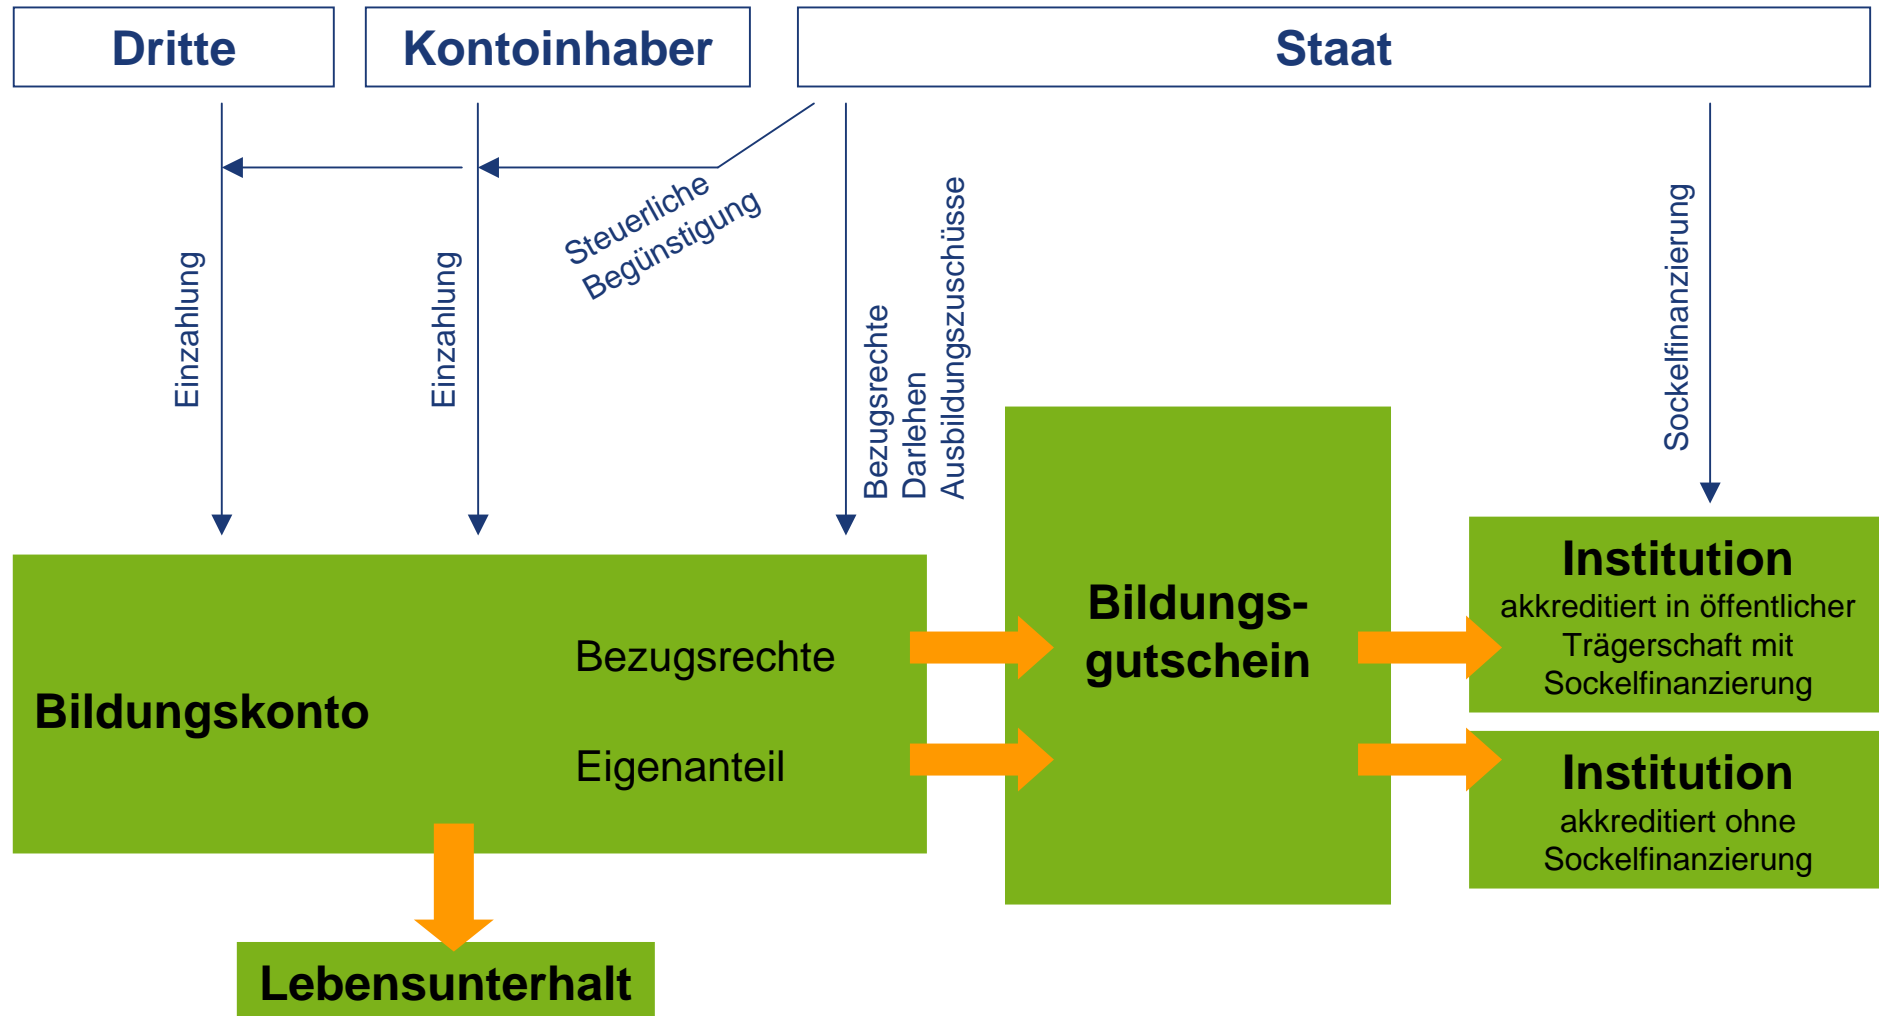 Dritte
Kontoinhaber
Staat
Steuerliche
Begünstigung
Einzahlung
Einzahlung
Bezugsrechte
Darlehen
Ausbildungszuschüsse
Sockelfinanzierung
Bildungskonto
Bezugsrechte
Eigenanteil
Bildungs-
gutschein
Institution
akkreditiert in öffentlicher
Trägerschaft mit
Sockelfinanzierung
Institution
akkreditiert ohne
Sockelfinanzierung
Lebensunterhalt